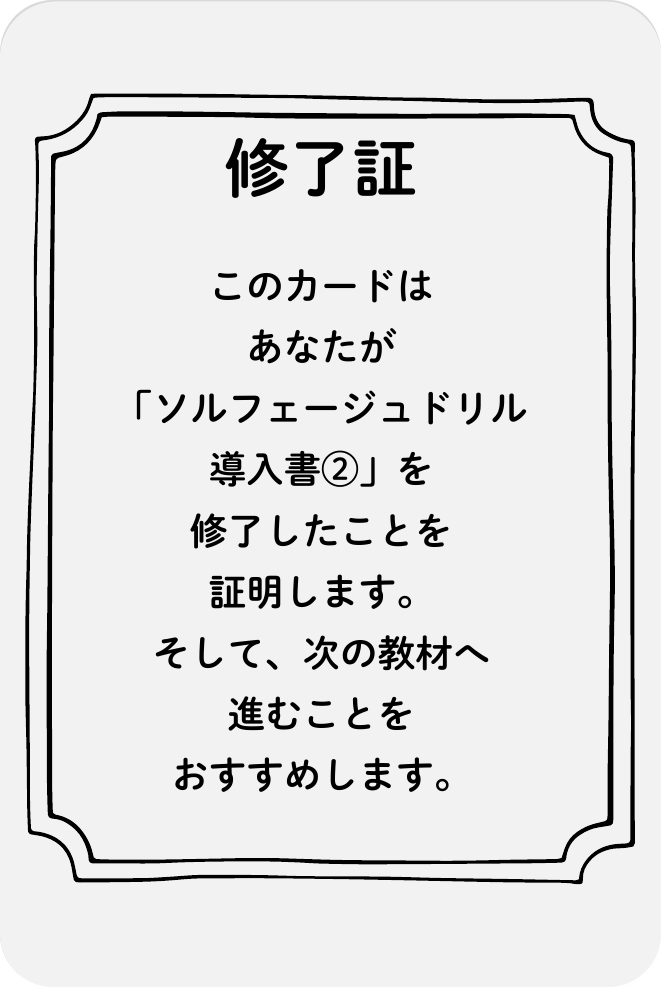 修了証
このカードは
あなたが
「ソルフェージュドリル
導入書②」を
修了したことを
証明します。
そして、次の教材へ
進むことを
おすすめします。